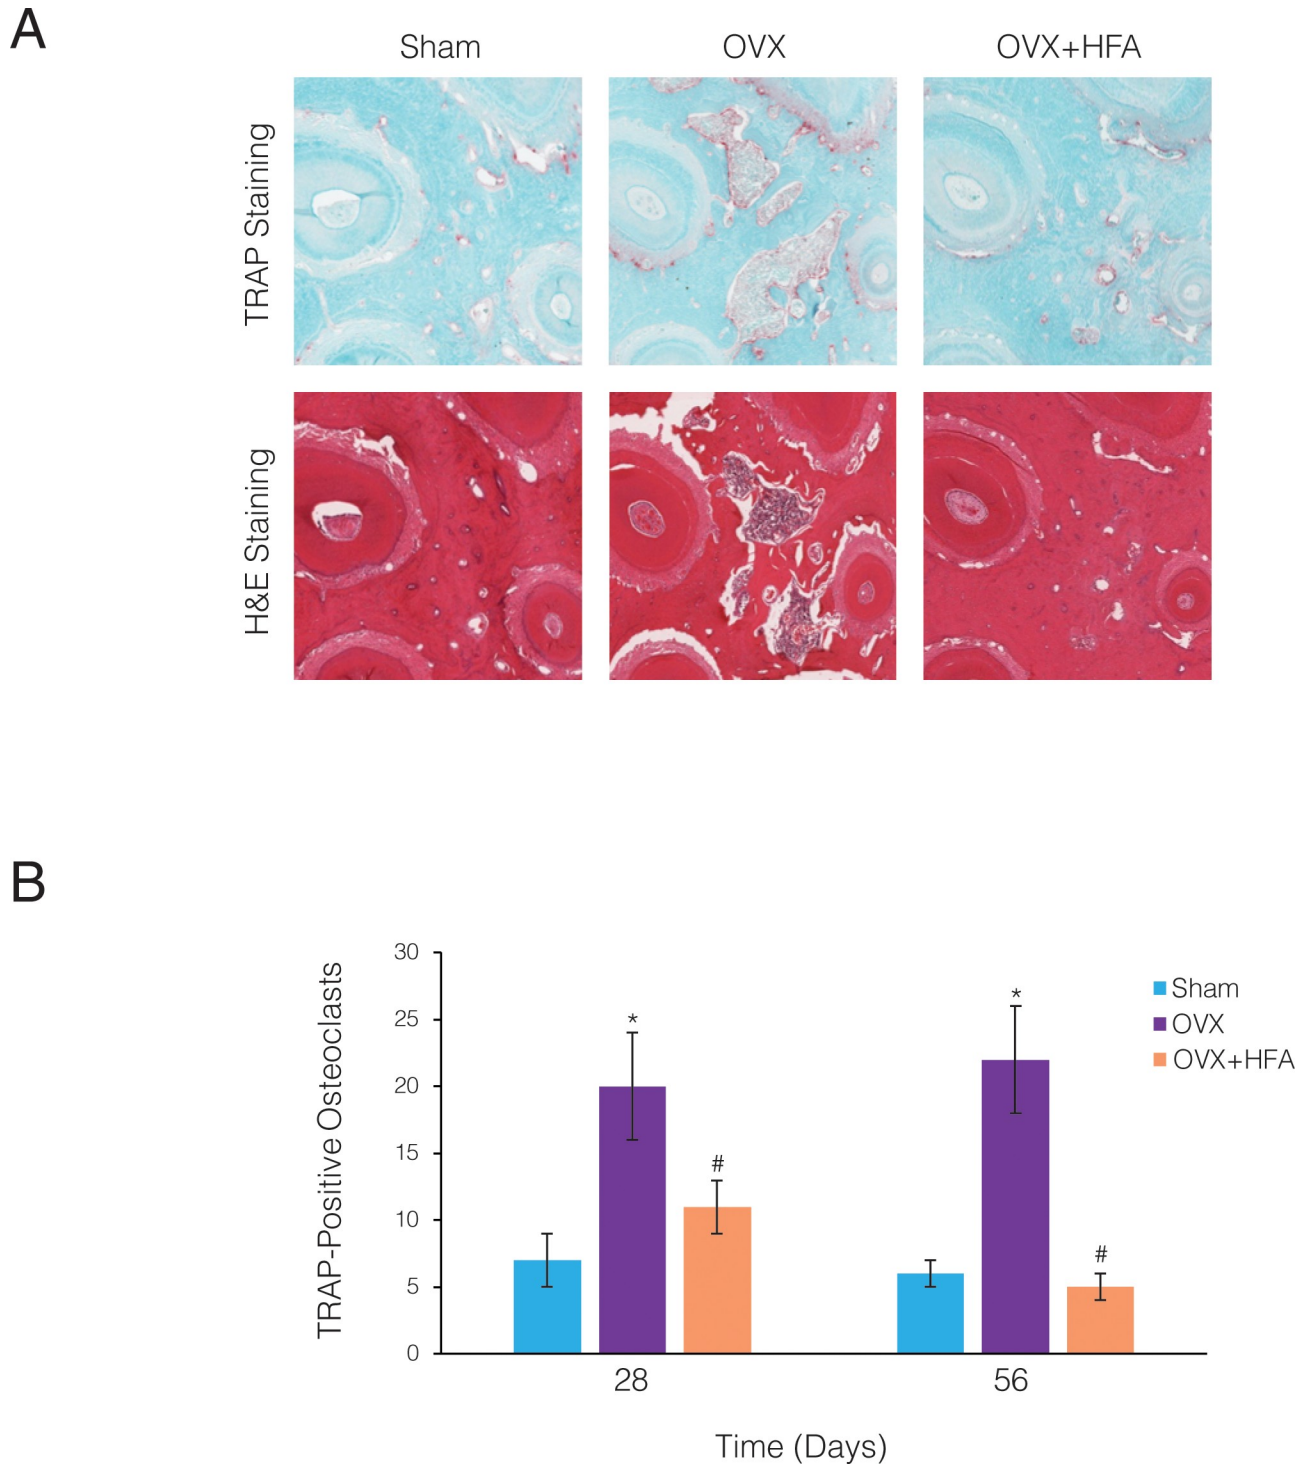 A
Sham OVX OVX+HFA
TRAP Staining
H&E Staining
B
TRAP-Positive Osteoclasts
30
25
20
15
10
5
0
*
#
*
#
28 56
Time (Days)
Sham
OVX
OVX+HFA